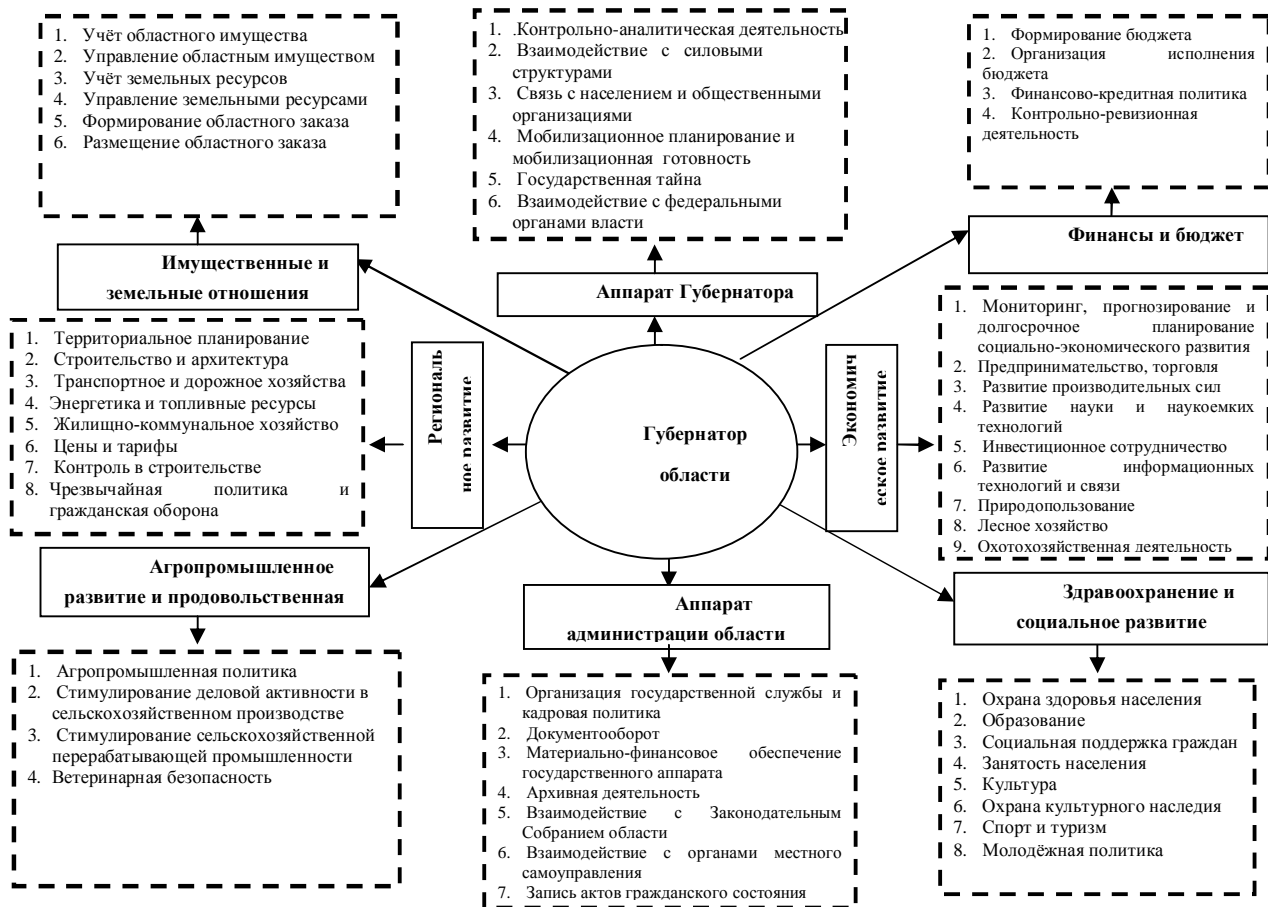 1. Учёт областного имущества
2. Управление областным имуществом
3. Учёт земельных ресурсов
4. Управление земельными ресурсами
5. Формирование областного заказа
6. Размещение областного заказа
1. .Контрольно-аналитическая деятельность
2. Взаимодействие с силовыми
структурами
3. Связь с населением и общественными
организациями
4. Мобилизационное планирование и
мобилизационная готовность
5. Государственная тайна
6. Взаимодействие с федеральными
органами власти
1. Формирование бюджета
2. Организация исполнения
бюджета
3. Финансово-кредитная политика
4. Контрольно-ревизионная
деятельность
Имущественные и
земельные отношения
Аппарат Губернатора
Финансы и бюджет
1. Территориальное планирование
2. Строительство и архитектура
3. Транспортное и дорожное хозяйства
4. Энергетика и топливные ресурсы
5. Жилищно-коммунальное хозяйство
6. Цены и тарифы
7. Контроль в строительстве
8. Чрезвычайная политика и
гражданская оборона
Региональ
ное развитие
Губернатор
области
Экономич
еское развитие
1. Мониторинг, прогнозирование и
долгосрочное планирование
социально-экономического развития
2. Предпринимательство, торговля
3. Развитие производительных сил
4. Развитие науки и наукоемких
технологий
5. Инвестиционное сотрудничество
6. Развитие информационных
технологий и связи
7. Природопользование
8. Лесное хозяйство
9. Охотохозяйственная деятельность
Агропромышленное
развитие и продовольственная
Аппарат
администрации области
Здравоохранение и
социальное развитие
1. Агропромышленная политика
2. Стимулирование деловой активности в
сельскохозяйственном производстве
3. Стимулирование сельскохозяйственной
перерабатывающей промышленности
4. Ветеринарная безопасность
1. Организация государственной службы и
кадровая политика
2. Документооборот
3. Материально-финансовое обеспечение
государственного аппарата
4. Архивная деятельность
5. Взаимодействие с Законодательным
Собранием области
6. Взаимодействие с органами местного
самоуправления
7. Запись актов гражданского состояния
1. Охрана здоровья населения
2. Образование
3. Социальная поддержка граждан
4. Занятость населения
5. Культура
6. Охрана культурного наследия
7. Спорт и туризм
8. Молодёжная политика